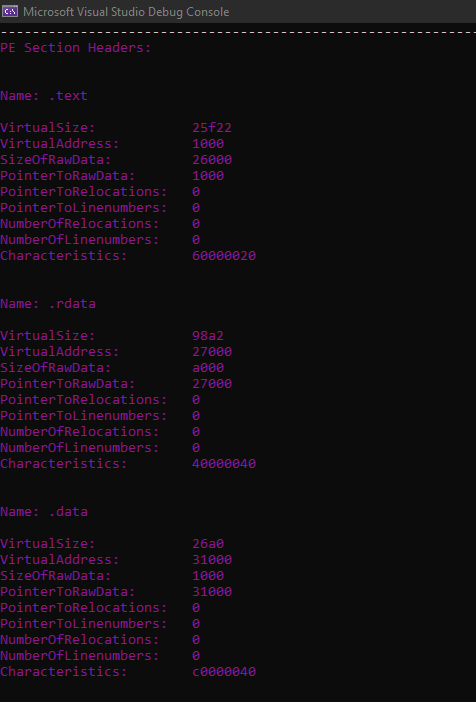 Microsoft Visual Studio Debug Console
------------------------------------------------------------
PE Section Headers:
Name: .text
VirtualSize: 25f22
VirtualAddress: 1000
SizeOfRawData: 26000
PointerToRawData: 1000
PointerToRelocations: 0
PointerToLinenumbers: 0
NumberOfRelocations: 0
NumberOfLinenumbers: 0
Characteristics: 60000020
Name: .rdata
VirtualSize: 98a2
VirtualAddress: 27000
SizeOfRawData: a000
PointerToRawData: 27000
PointerToRelocations: 0
PointerToLinenumbers: 0
NumberOfRelocations: 0
NumberOfLinenumbers: 0
Characteristics: 40000040
Name: .data
VirtualSize: 26a0
VirtualAddress: 31000
SizeOfRawData: 1000
PointerToRawData: 31000
PointerToRelocations: 0
PointerToLinenumbers: 0
NumberOfRelocations: 0
NumberOfLinenumbers: 0
Characteristics: c0000040